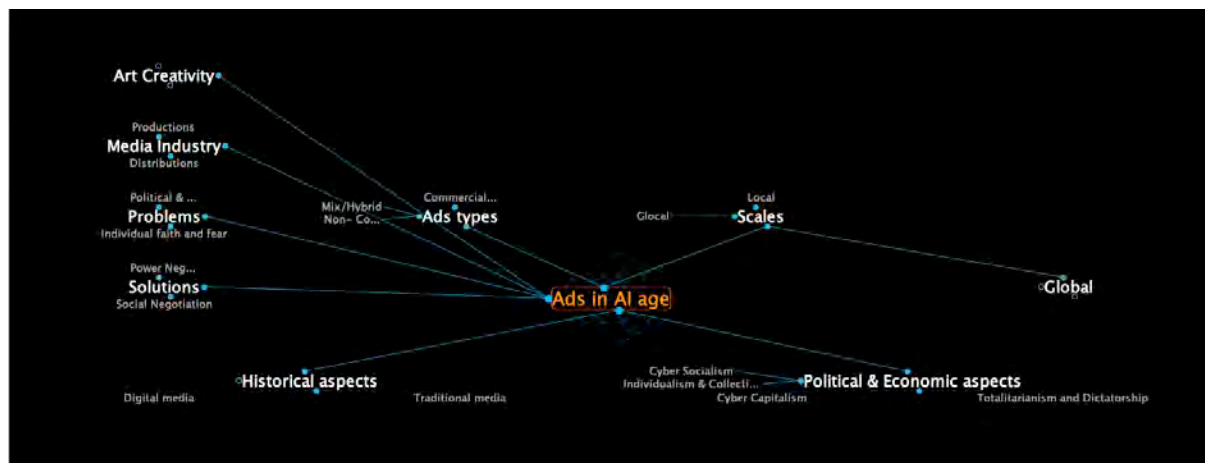 Art Creativity
Productions
Media Industry
Distributions
Political & ...
Problems
Individual faith and fear
Power Neg...
Solutions
Social Negotiation
Commercial...
Mix/Hybrid
Non- Co...
Ads types
Local
Glocal
Scales
Global
Ads in AI age
Historical aspects
Digital media
Traditional media
Cyber Socialism
Individualism & Collecti...
Political & Economic aspects
Cyber Capitalism
Totalitarianism and Dictatorship